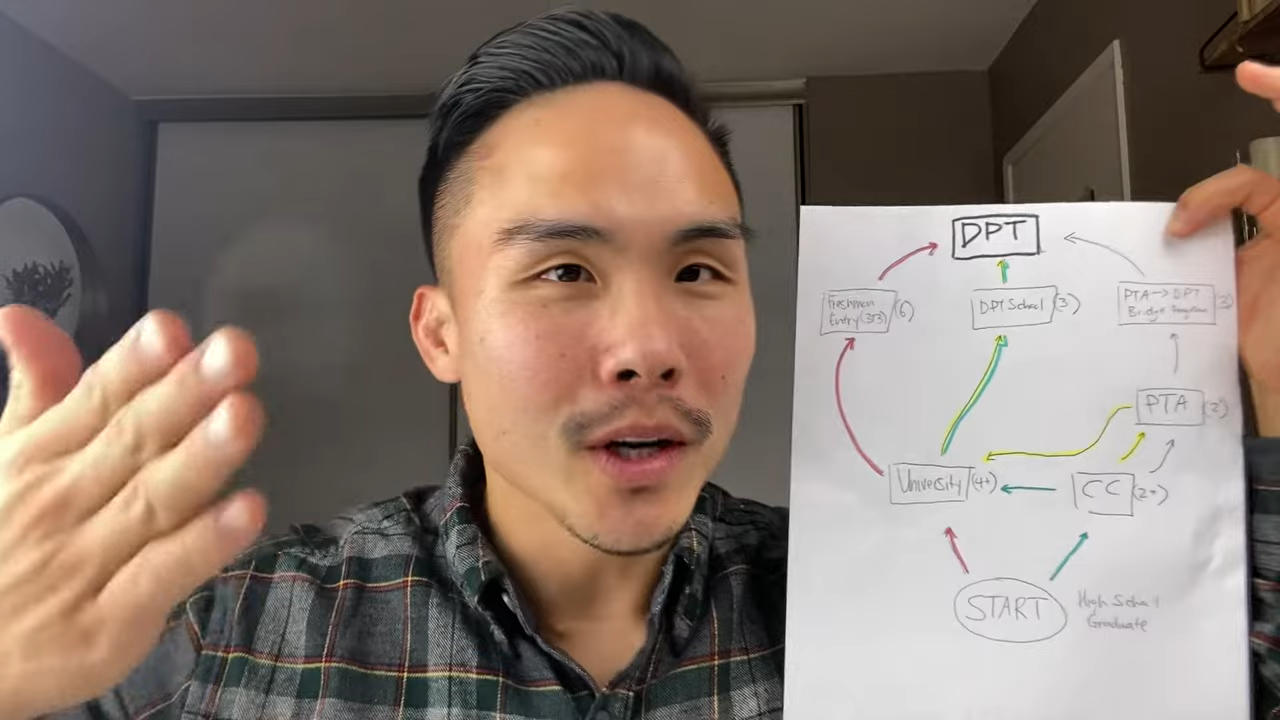 DPT
Freshman
Entry (3+3) (6)
DPT School (3)
PTA → DPT
Bridge Program (3)
PTA (2)
University (4+)
CC (2+)
START
High School
Graduate